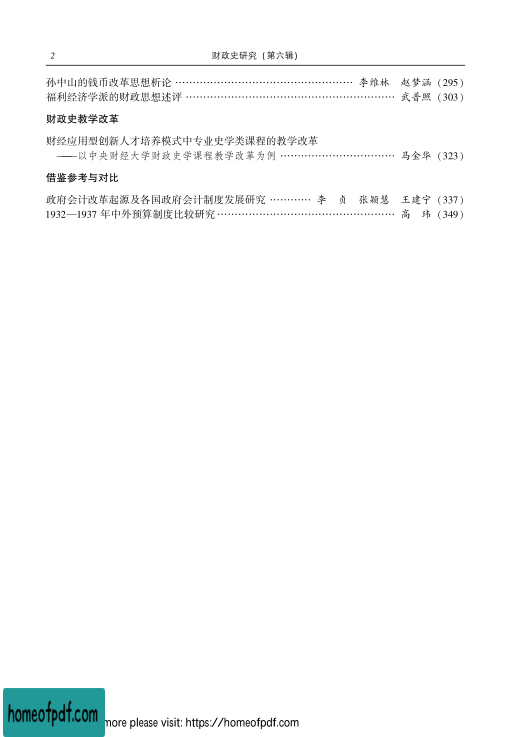 2 财政史研究（第六辑）
孙中山的钱币改革思想析论 ………………………………………… 李维林 赵梦涵（295）
福利经济学派的财政思想述评 ………………………………………………… 武普照（303）
财政史教学改革
财经应用型创新人才培养模式中专业史学类课程的教学改革
——以中央财经大学财政史学课程教学改革为例 …………………………… 马金华（323）
借鉴参考与对比
政府会计改革起源及各国政府会计制度发展研究 ………… 李 贞 张颖慧 王建宁（337）
1932—1937 年中外预算制度比较研究 ………………………………………… 高 玮（349）
homeofpdf.com more please visit: https://homeofpdf.com